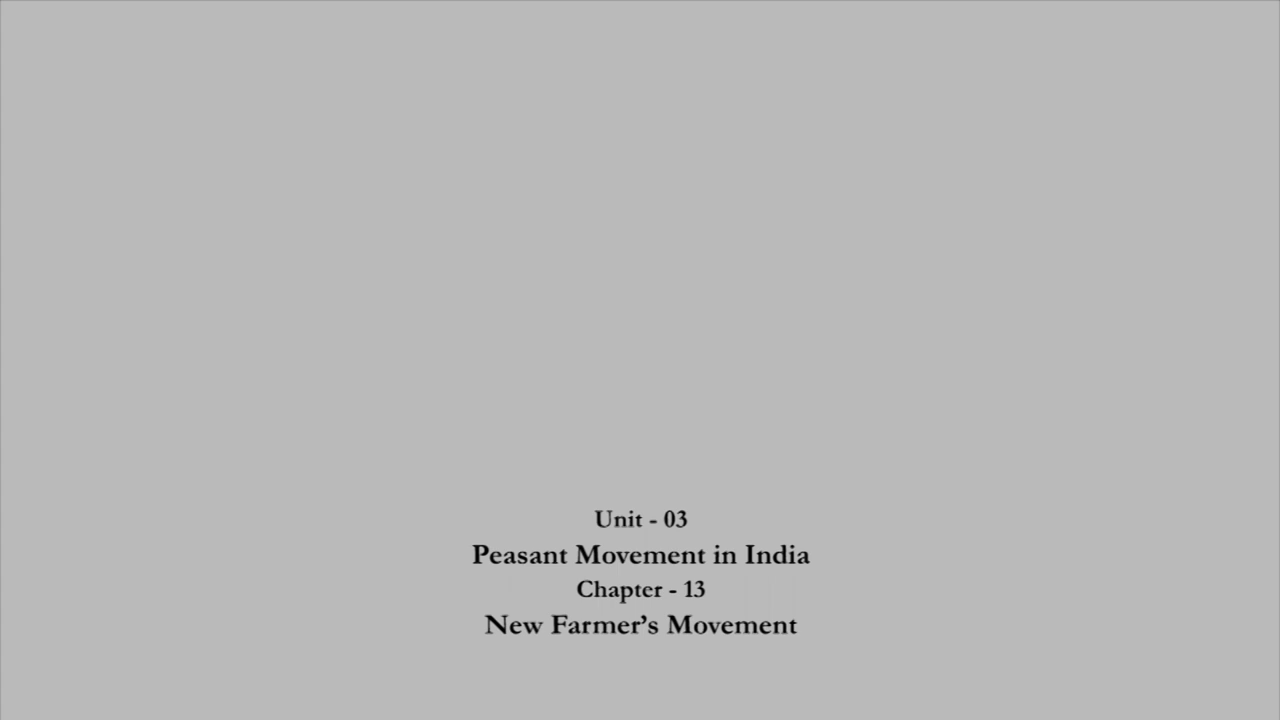 Unit - 03
Peasant Movement in India
Chapter - 13
New Farmer’s Movement